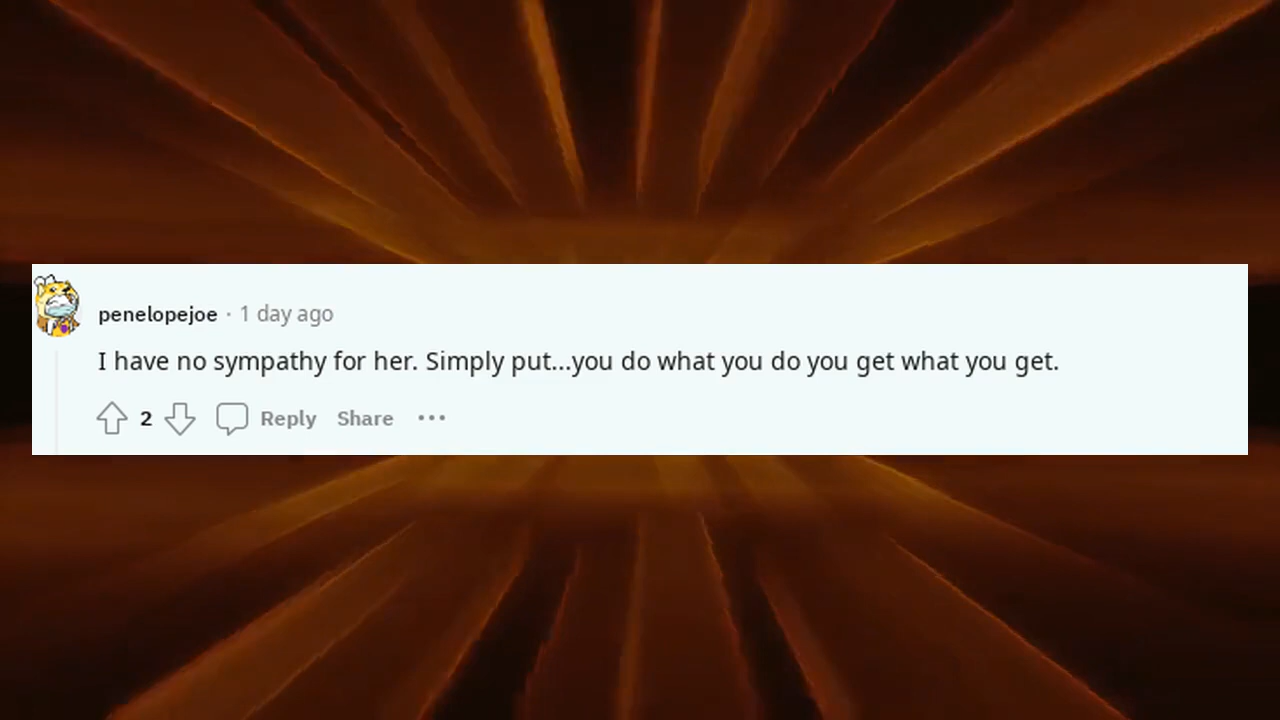 penelopejoe · 1 day ago
I have no sympathy for her. Simply put...you do what you do you get what you get.
2 Reply Share ···